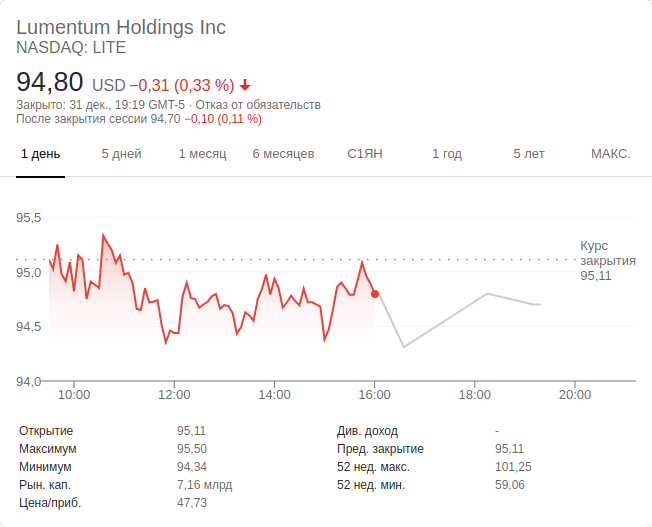 Lumentum Holdings Inc
NASDAQ: LITE
94,80 USD −0,31 (0,33 %)
Закрыто: 31 дек., 19:19 GMT-5 · Отказ от обязательств
После закрытия сессии 94,70 −0,10 (0,11 %)
1 день 5 дней 1 месяц 6 месяцев С1ЯН 1 год 5 лет МАКС.
95,5
95,0
94,5
94,0
Курс
закрытия
95,11
10:00 12:00 14:00 16:00 18:00 20:00
Открытие 95,11 Див. доход -
Максимум 95,50 Пред. закрытие 95,11
Минимум 94,34 52 нед. макс. 101,25
Рын. кап. 7,16 млрд 52 нед. мин. 59,06
Цена/приб. 47,73